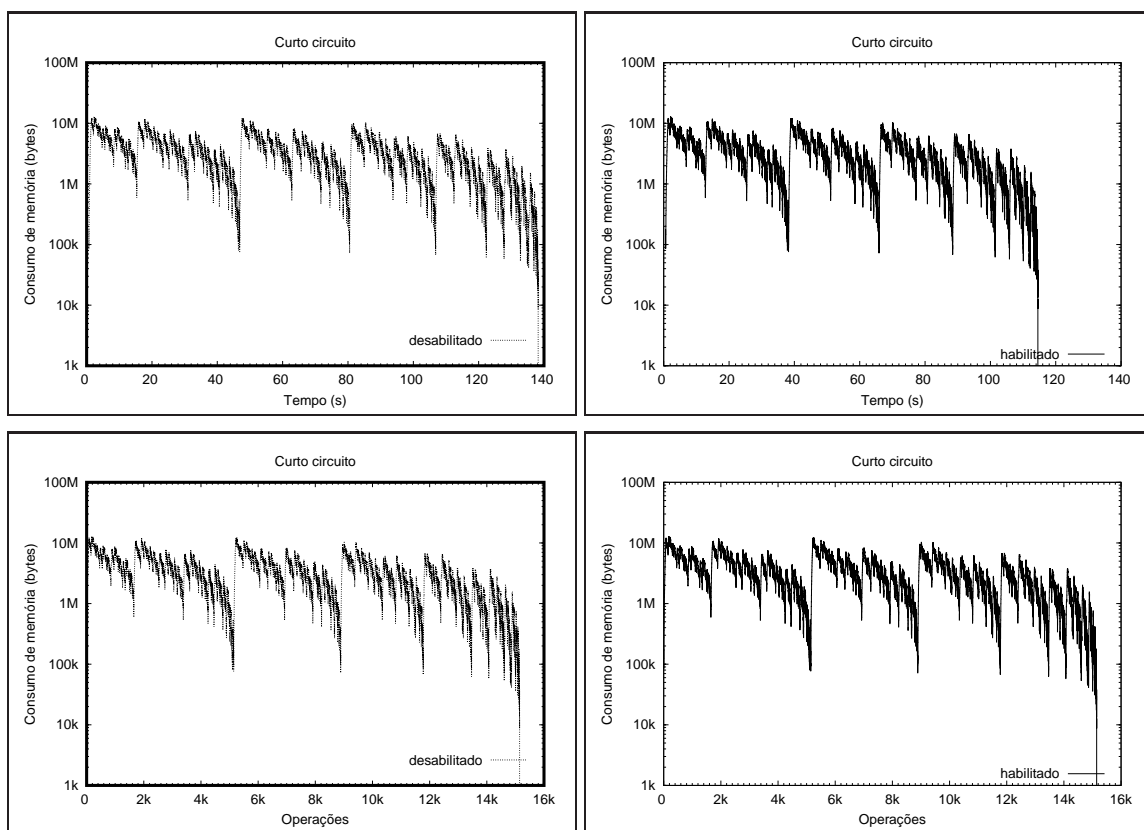 Curto circuito
100M
10M
1M
100k
10k
1k
Consumo de memória (bytes)
desabilitado
0 20 40 60 80 100 120 140
Tempo (s)
Curto circuito
100M
10M
1M
100k
10k
1k
Consumo de memória (bytes)
habilitado
0 20 40 60 80 100 120 140
Tempo (s)
Curto circuito
100M
10M
1M
100k
10k
1k
Consumo de memória (bytes)
desabilitado
0 2k 4k 6k 8k 10k 12k 14k 16k
Operações
Curto circuito
100M
10M
1M
100k
10k
1k
Consumo de memória (bytes)
habilitado
0 2k 4k 6k 8k 10k 12k 14k 16k
Operações